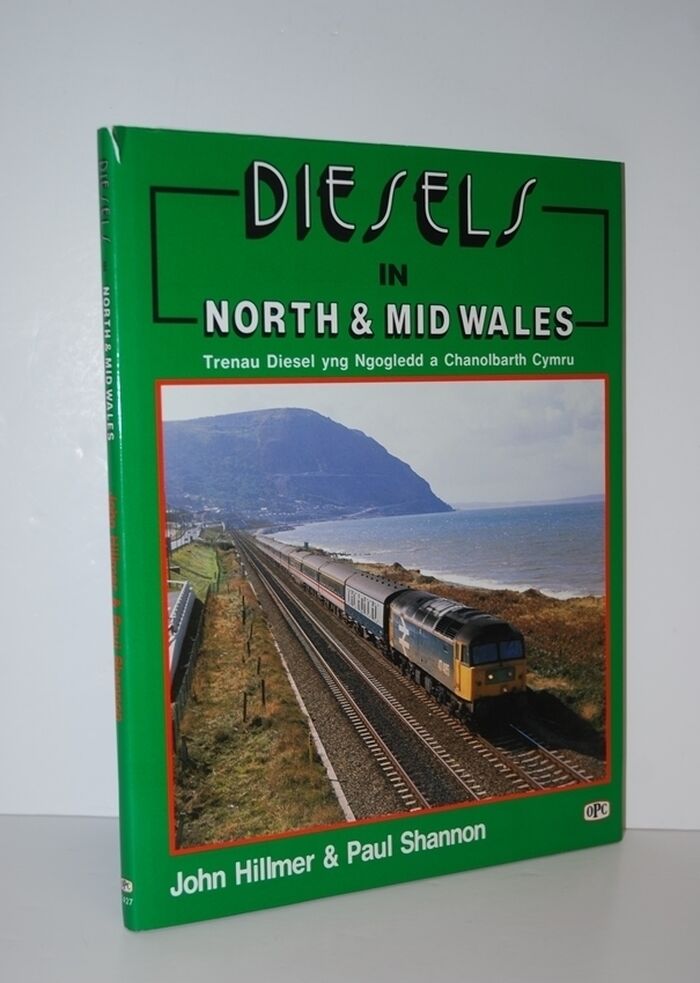 DIESELS
IN
NORTH & MID WALES
Trenau Diesel yng Ngogledd a Chanolbarth Cymru
John Hillmer & Paul Shannon
OPC
DIESELS IN NORTH & MID WALES
John Hillmer & Paul Shannon
OPC